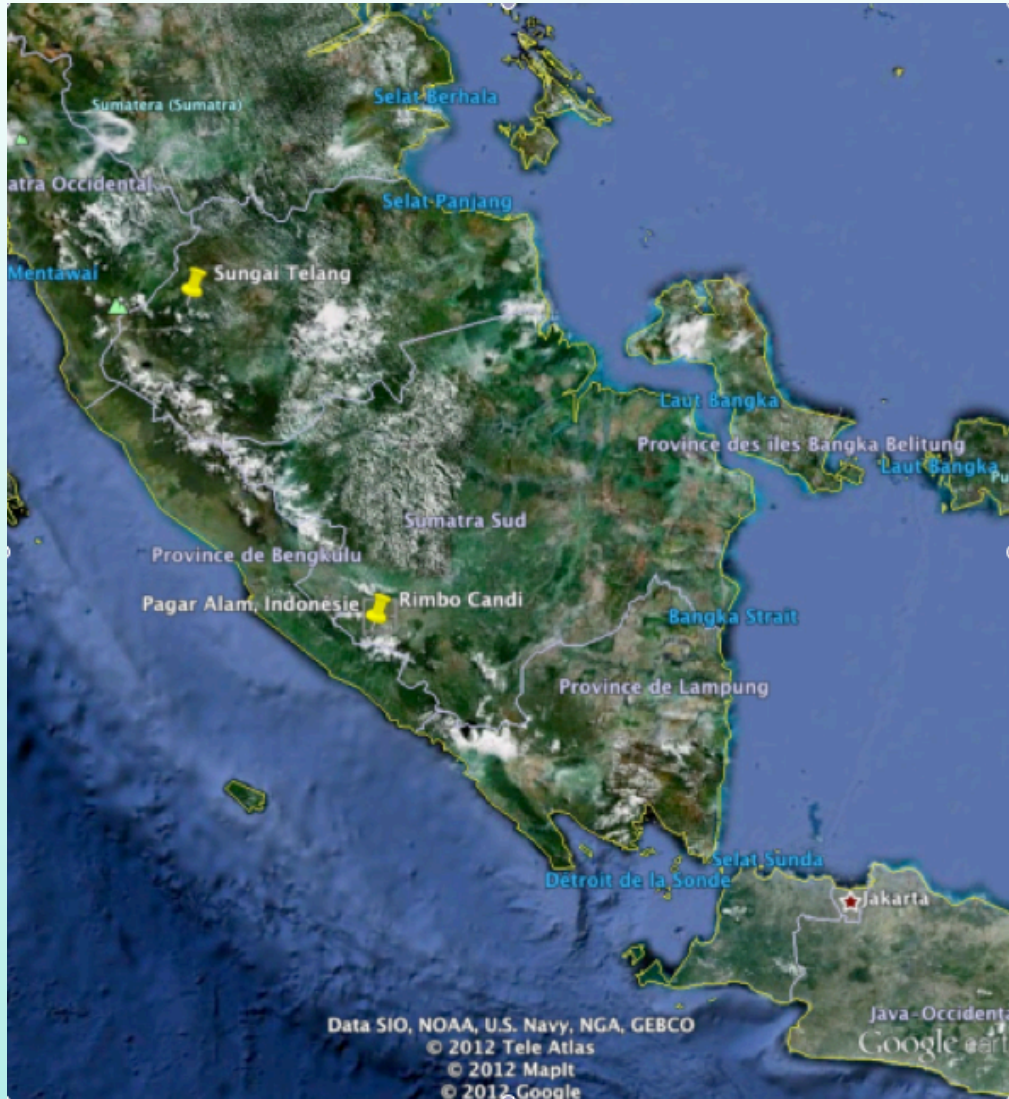 Selat Berhala
Sumatera (Sumatra)
atra Occidental
Selat Panjang
Mentawai
Sungai Telang
Laut Bangka
Province des îles Bangka Belitung
Laut Bangka
Pu
Sumatra Sud
Province de Bengkulu
Pagar Alam, Indonesie
Rimbo Candi
Bangka Strait
Province de Lampung
Selat Sunda
Détroit de la Sonde
Jakarta
Java-Occidenta
Data SIO, NOAA, U.S. Navy, NGA, GEBCO
© 2012 Tele Atlas
© 2012 MapIt
© 2012 Google
Google eart